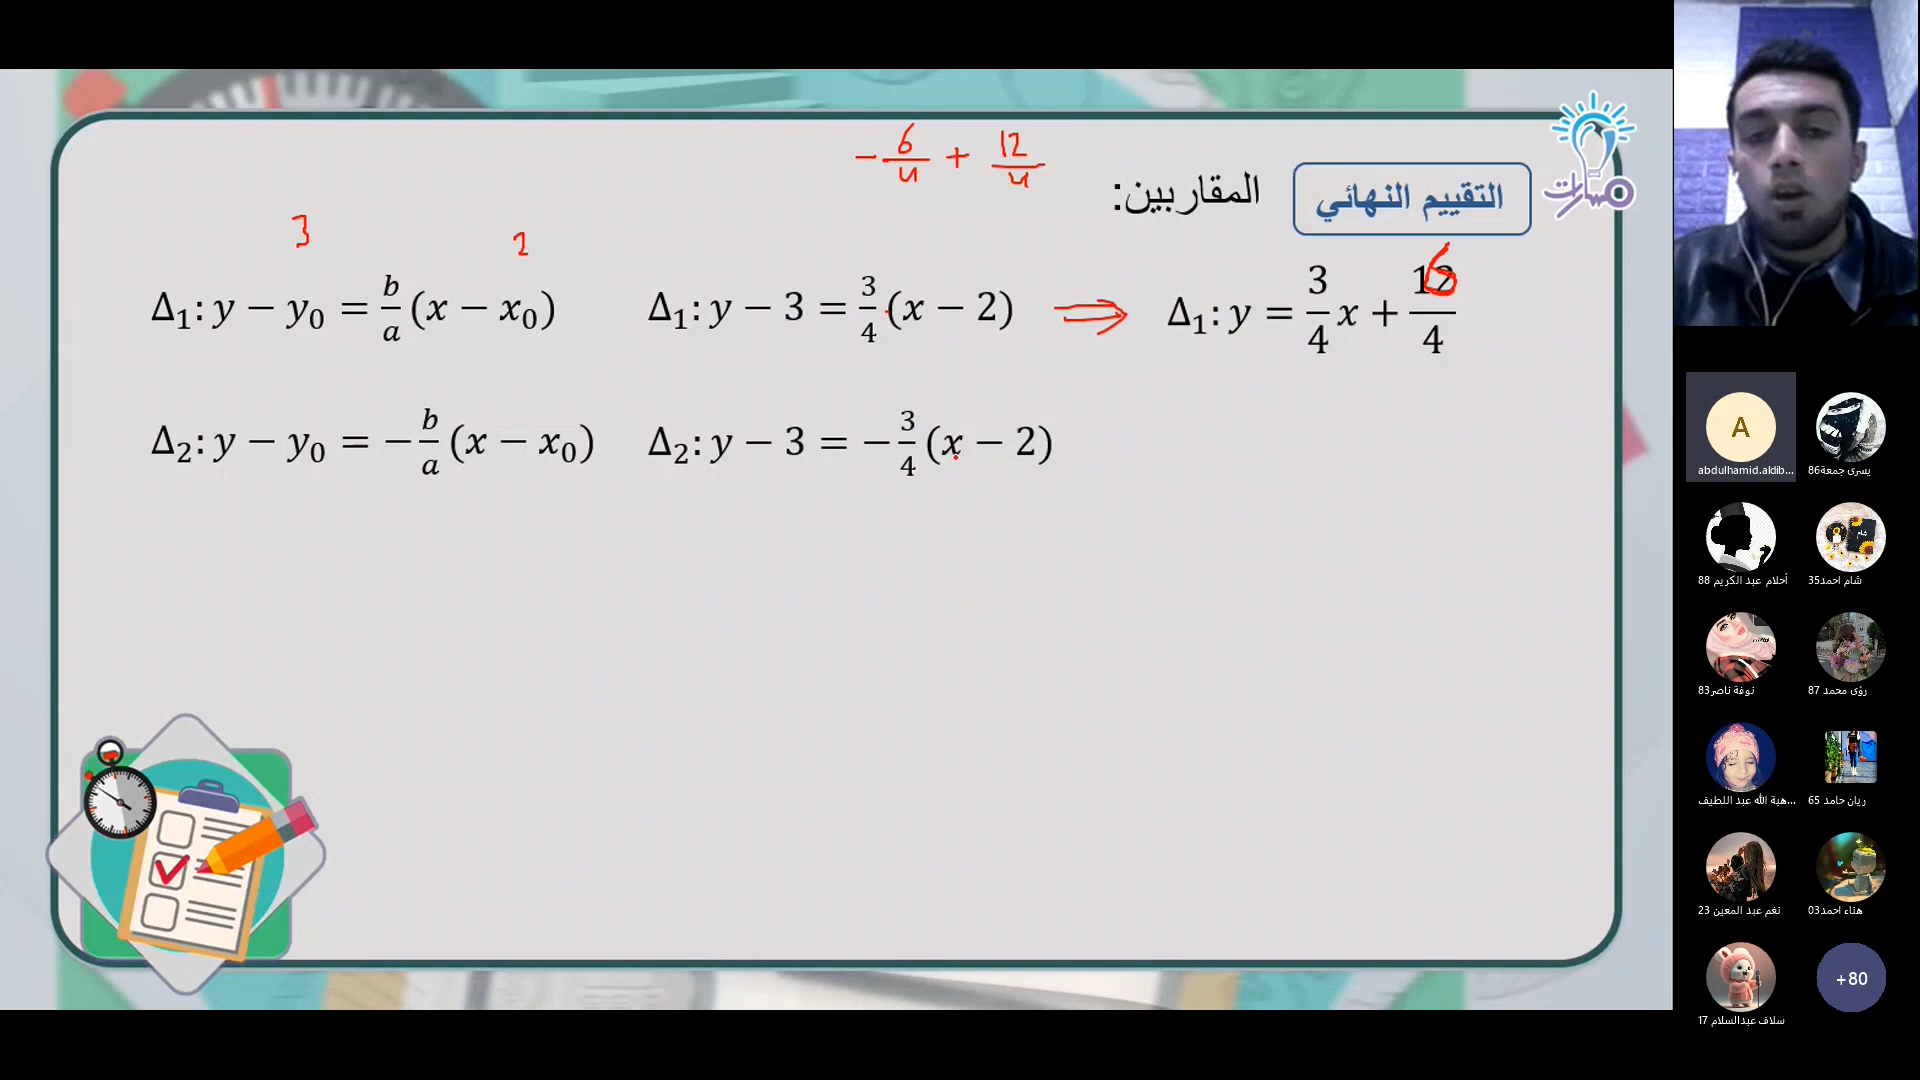 مهارات
التقييم النهائي
المقاربين:
- 6/4 + 12/4
3
2
Δ₁: y − y₀ = b/a (x − x₀)
Δ₁: y − 3 = 3/4 (x − 2)
⇒
Δ₁: y = 3/4 x + 12/4
6
Δ₂: y − y₀ = − b/a (x − x₀)
Δ₂: y − 3 = − 3/4 (x − 2)
A
abdulhamid.aldib...
يسرى جمعة86
أحلام عبد الكريم 88
شام احمد35
نوفة ناصر83
رؤى محمد 87
هبة الله عبد اللطيف...
ريان حامد 65
نغم عبد المعين 23
هناء احمد03
سلاف عبدالسلام 17
+80